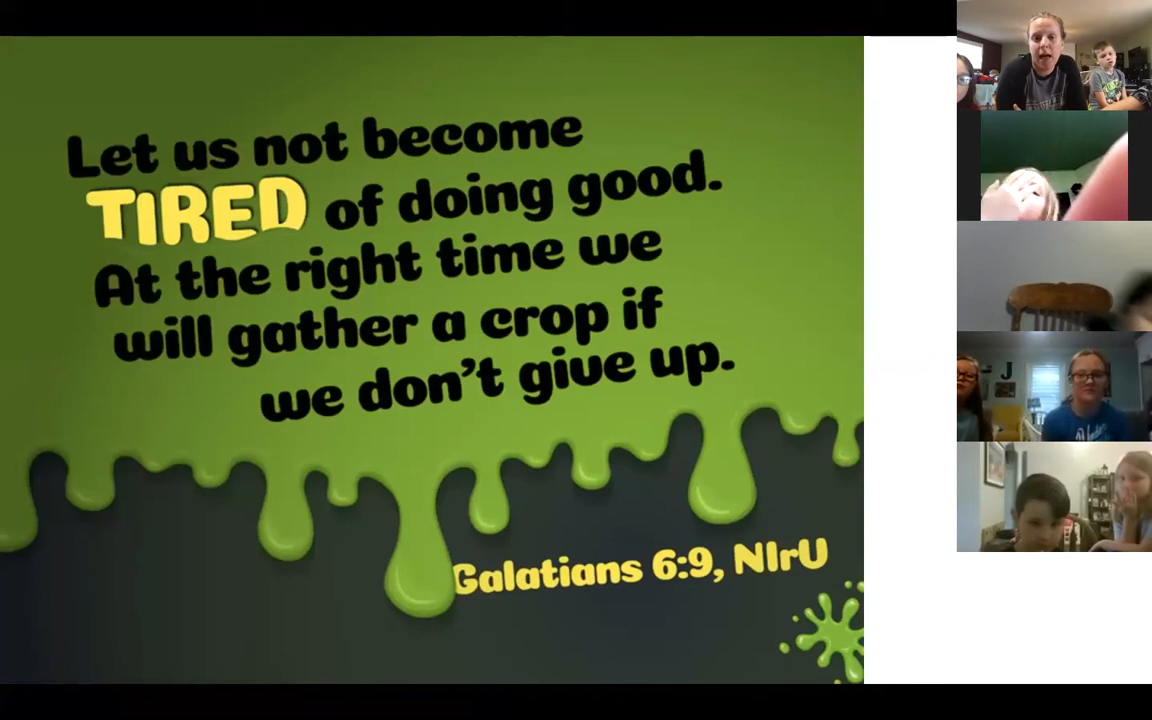 Let us not become
TIRED of doing good.
At the right time we
will gather a crop if
we don't give up.
Galatians 6:9, NIrU
J